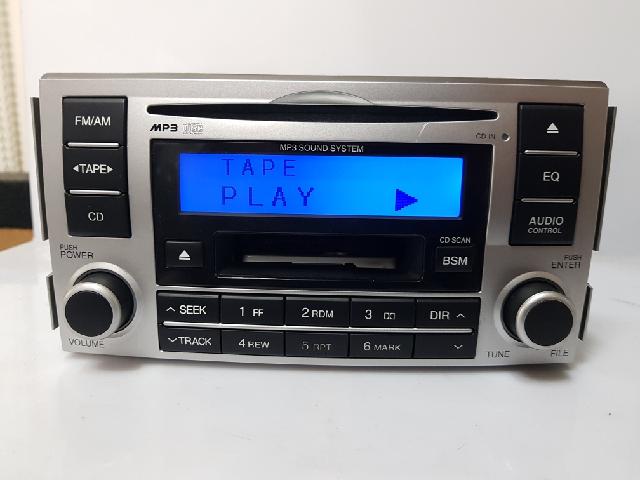 FM/AM
TAPE
CD
MP3
CD IN
MP3 SOUND SYSTEM
TAPE
PLAY
EQ
AUDIO
CONTROL
PUSH
POWER
VOLUME
CD SCAN
BSM
PUSH
ENTER
TUNE FILE
SEEK 1 FF 2 RDM 3 DIR
TRACK 4 REW 5 RPT 6 MARK